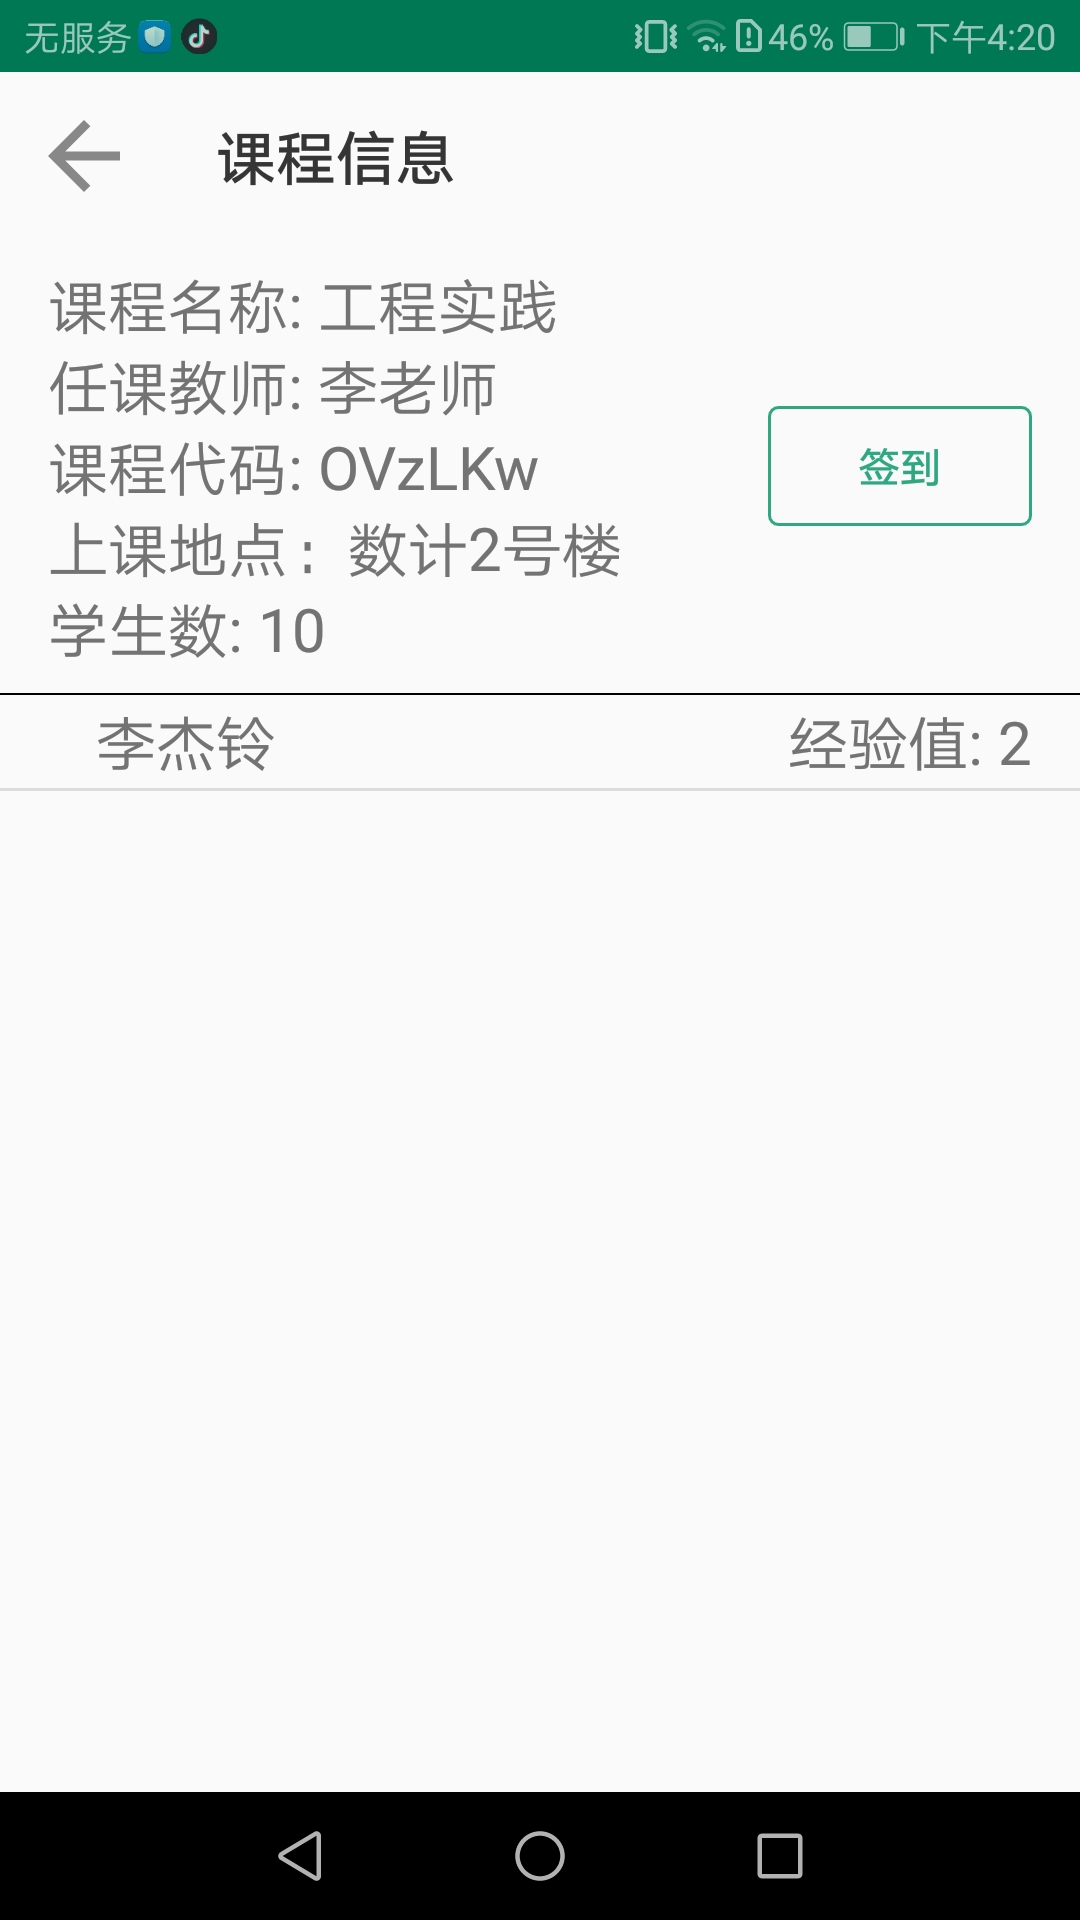 无服务 46% 下午4:20
课程信息
课程名称: 工程实践
任课教师: 李老师
课程代码: OVzLKw
签到
上课地点：数计2号楼
学生数: 10
李杰铃 经验值: 2